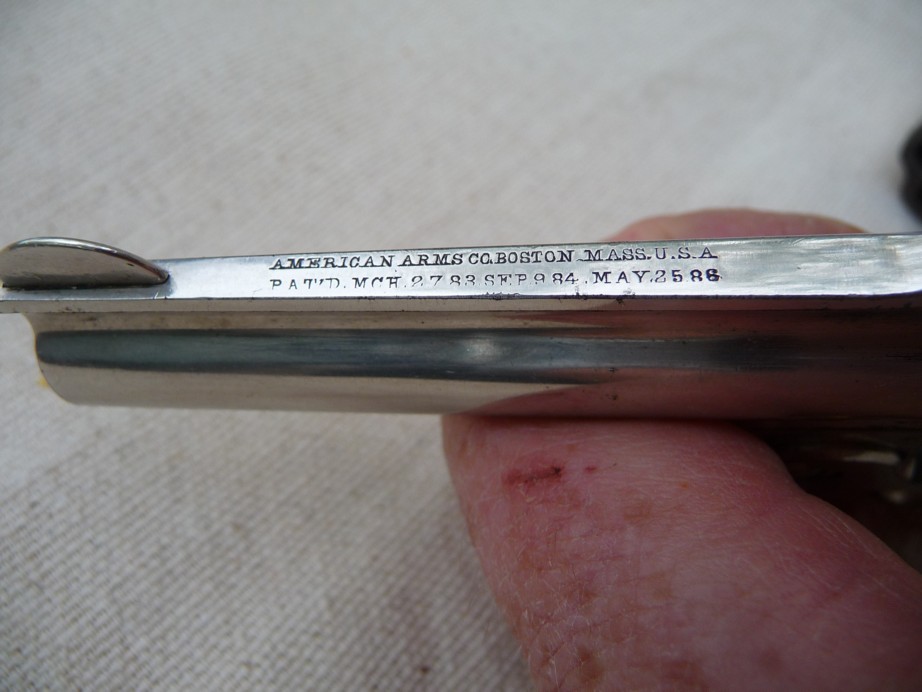 AMERICAN ARMS CO. BOSTON. MASS. U.S.A
PAT'D. MCH. 27 83. SEP. 9 84. MAY. 25. 86